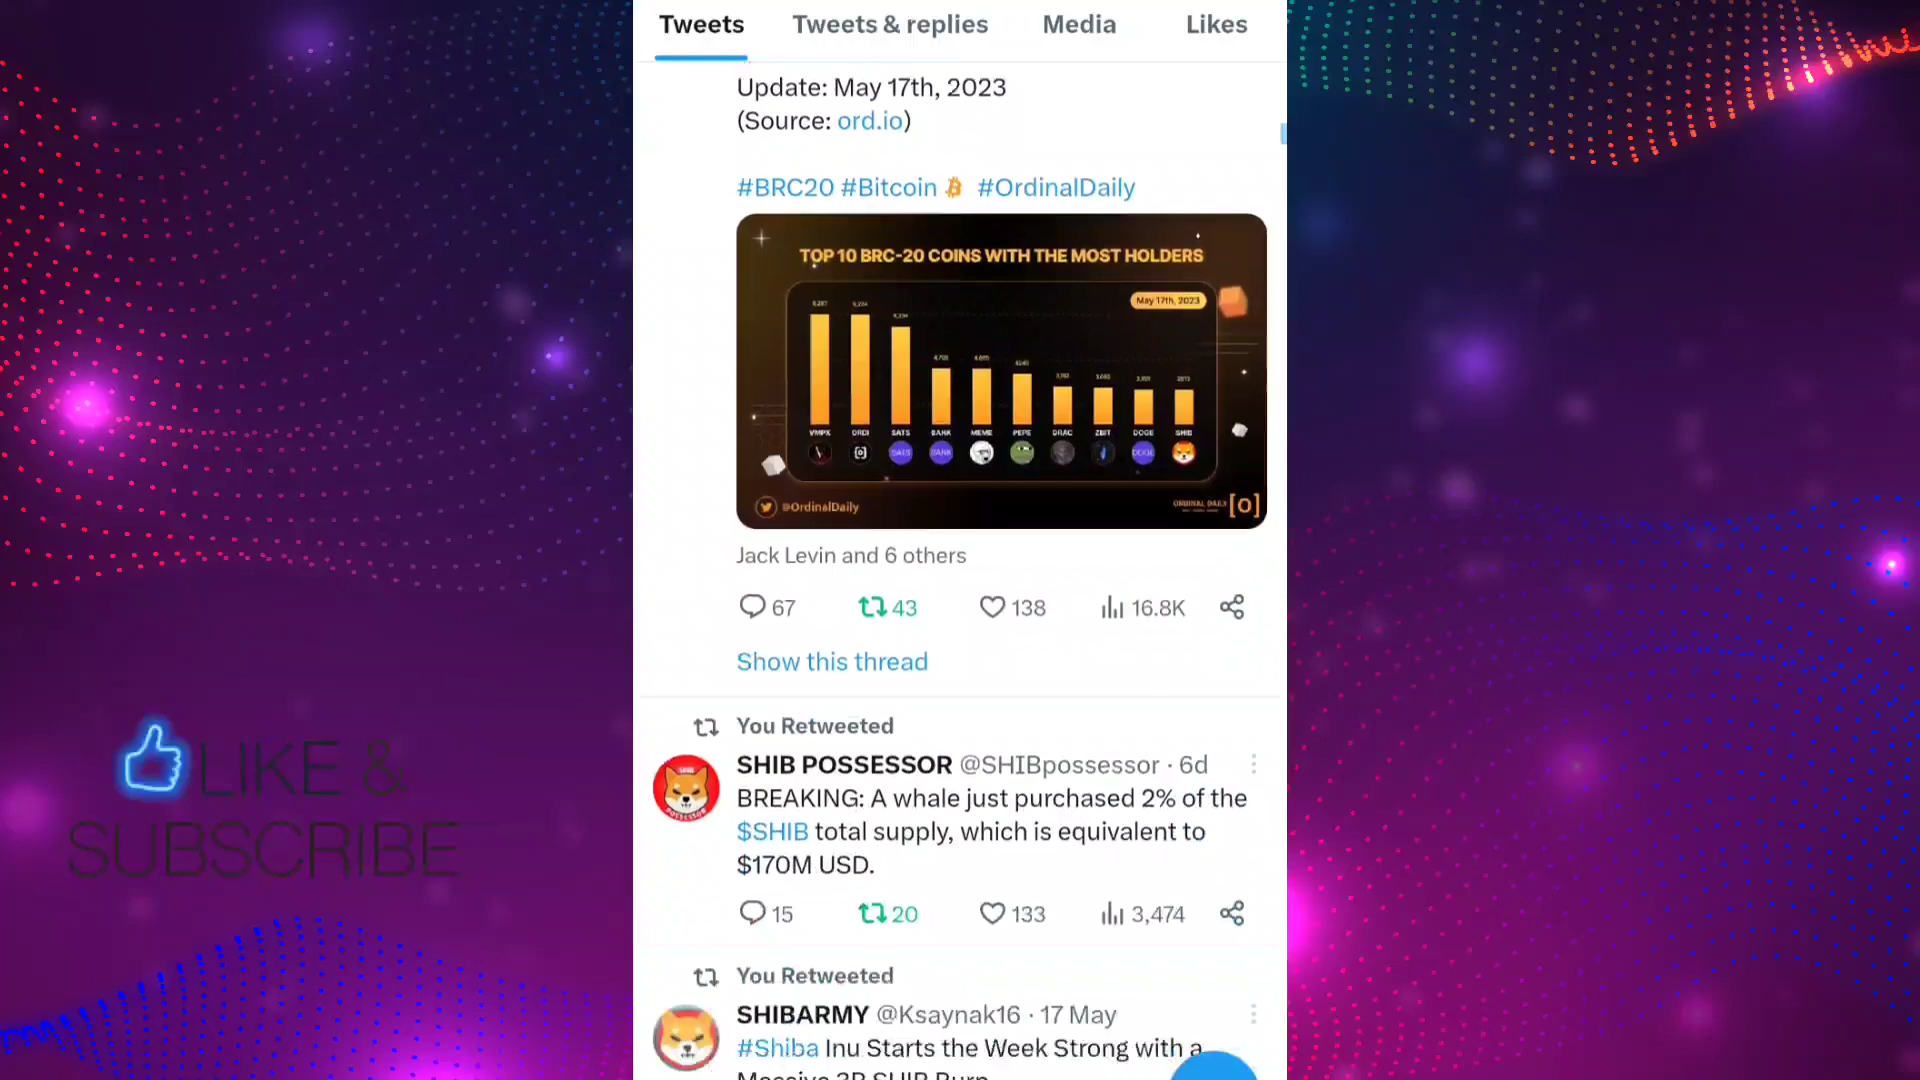 Tweets Tweets & replies Media Likes
Update: May 17th, 2023
(Source: ord.io)
#BRC20 #Bitcoin #OrdinalDaily
TOP 10 BRC-20 COINS WITH THE MOST HOLDERS
May 17th, 2023
VMPX ORDI SATS BANK MEME PEPE DRAC ZBIT DOGE SHIB
@OrdinalDaily
ORDINAL DAILY [O]
Jack Levin and 6 others
67 43 138 16.8K
Show this thread
You Retweeted
SHIB POSSESSOR @SHIBpossessor · 6d
BREAKING: A whale just purchased 2% of the
$SHIB total supply, which is equivalent to
$170M USD.
15 20 133 3,474
You Retweeted
SHIBARMY @Ksaynak16 · 17 May
#Shiba Inu Starts the Week Strong with a
LIKE &
SUBSCRIBE